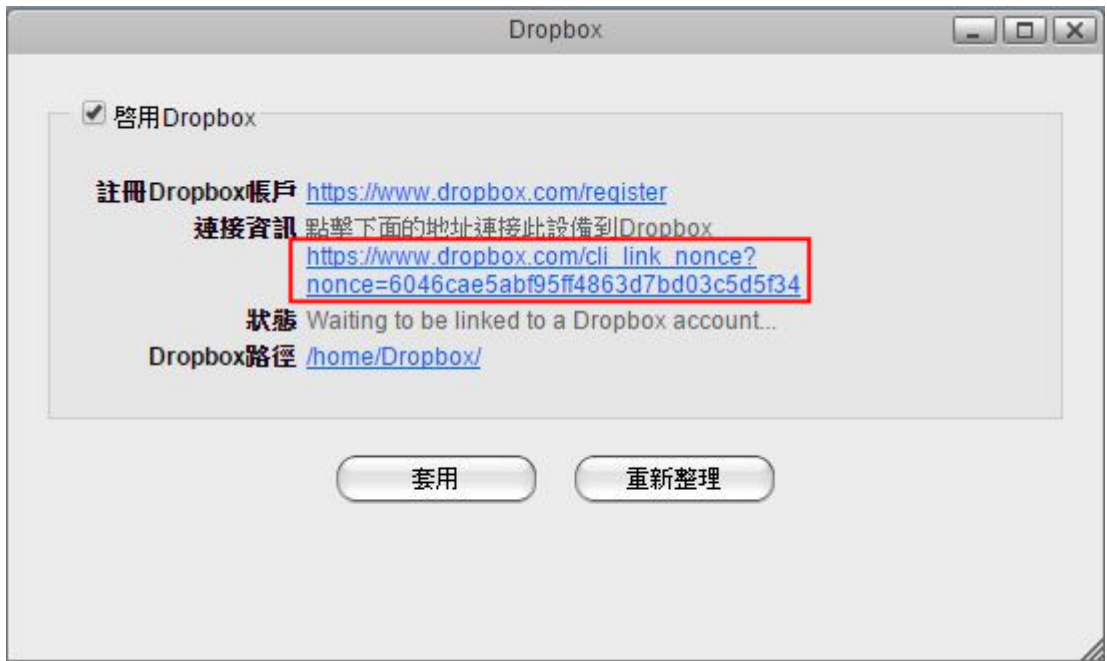 Dropbox
啓用Dropbox
註冊Dropbox帳戶 https://www.dropbox.com/register
連接資訊 點擊下面的地址連接此設備到Dropbox
https://www.dropbox.com/cli_link_nonce?
nonce=6046cae5abf95ff4863d7bd03c5d5f34
狀態 Waiting to be linked to a Dropbox account...
Dropbox路徑 /home/Dropbox/
套用 重新整理